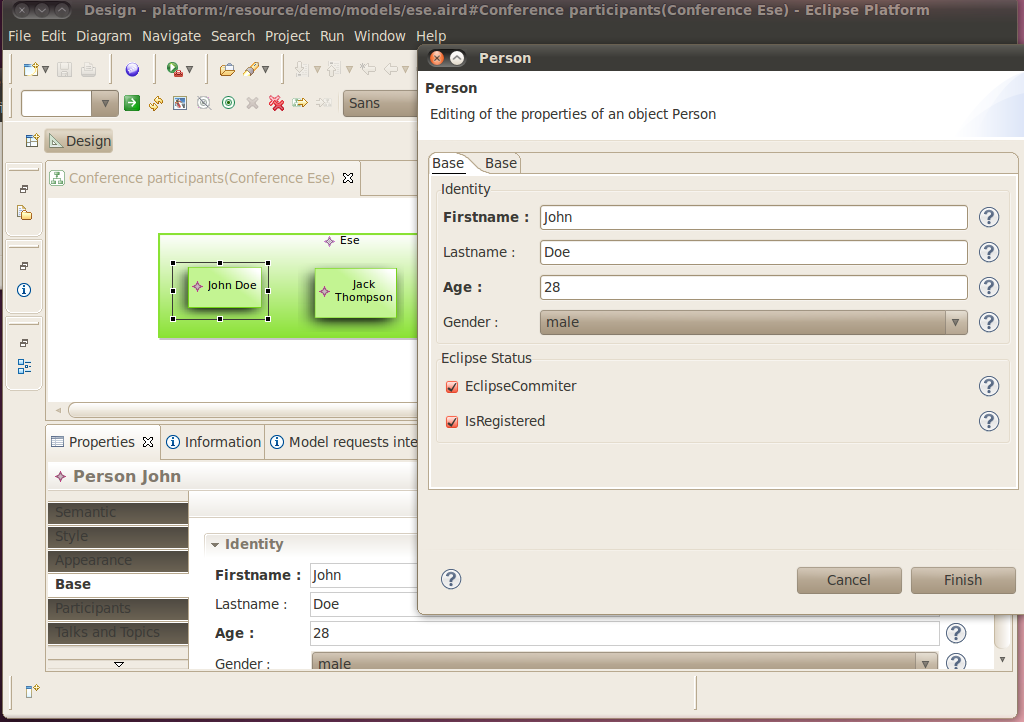 Design - platform:/resource/demo/models/ese.aird#Conference participants(Conference Ese) - Eclipse Platform
File Edit Diagram Navigate Search Project Run Window Help
Person
Person
Editing of the properties of an object Person
Sans
Design
Base Base
Conference participants(Conference Ese)
Identity
Firstname : John
Lastname : Doe
Age : 28
Gender : male
Eclipse Status
EclipseCommiter
IsRegistered
Cancel Finish
Ese
John Doe
Jack
Thompson
Properties Information Model requests inte
Person John
Semantic
Style
Appearance
Base
Participants
Talks and Topics
Identity
Firstname : John
Lastname : Doe
Age : 28
Gender : male